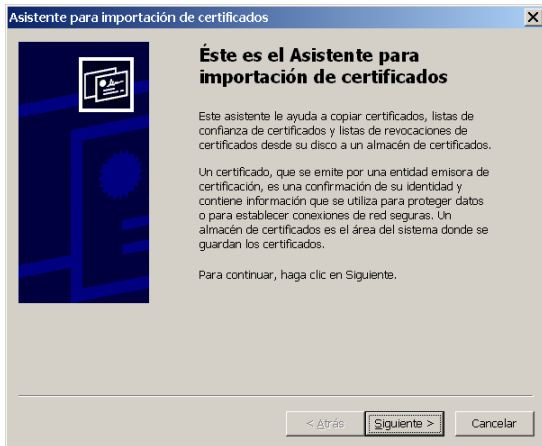 Asistente para importación de certificados
Éste es el Asistente para
importación de certificados
Este asistente le ayuda a copiar certificados, listas de
confianza de certificados y listas de revocaciones de
certificados desde su disco a un almacén de certificados.
Un certificado, que se emite por una entidad emisora de
certificación, es una confirmación de su identidad y
contiene información que se utiliza para proteger datos
o para establecer conexiones de red seguras. Un
almacén de certificados es el área del sistema donde se
guardan los certificados.
Para continuar, haga clic en Siguiente.
< Atrás Siguiente > Cancelar